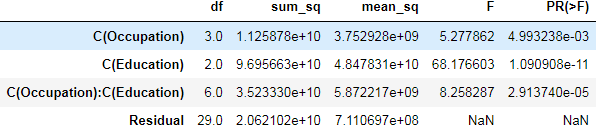 df sum_sq mean_sq F PR(>F)
C(Occupation) 3.0 1.125878e+10 3.752928e+09 5.277862 4.993238e-03
C(Education) 2.0 9.695663e+10 4.847831e+10 68.176603 1.090908e-11
C(Occupation):C(Education) 6.0 3.523330e+10 5.872217e+09 8.258287 2.913740e-05
Residual 29.0 2.062102e+10 7.110697e+08 NaN NaN